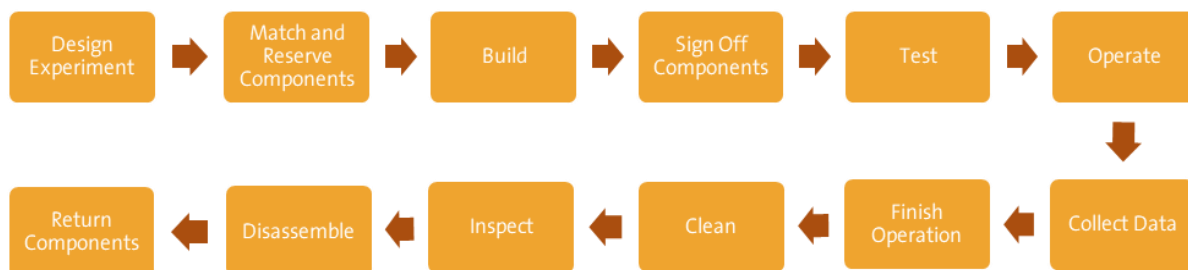 Design
Experiment
Match and
Reserve
Components
Build
Sign Off
Components
Test
Operate
Return
Components
Disassemble
Inspect
Clean
Finish
Operation
Collect Data